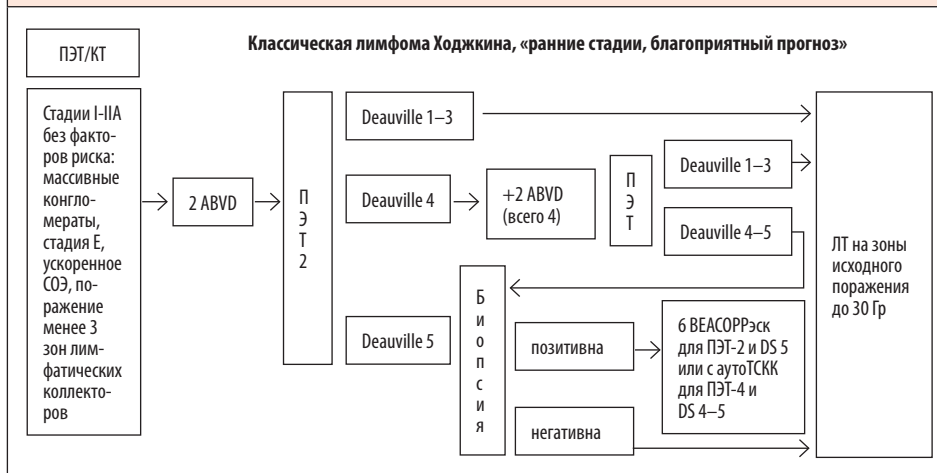 Классическая лимфома Ходжкина, «ранние стадии, благоприятный прогноз»
ПЭТ/КТ
Стадии I-IIA
без факто-
ров риска:
массивные
конгло-
мераты,
стадия Е,
ускоренное
СОЭ, по-
ражение
менее 3
зон лим-
фатических
коллекто-
ров
2 ABVD
П
Э
Т
2
Deauville 1–3
Deauville 4
Deauville 5
+2 ABVD
(всего 4)
П
Э
Т
Deauville 1–3
Deauville 4–5
Б
и
о
п
с
и
я
позитивна
негативна
6 BEACOPPэск
для ПЭТ-2 и DS 5
или с аутоТСКК
для ПЭТ-4 и
DS 4–5
ЛТ на зоны
исходного
поражения
до 30 Гр